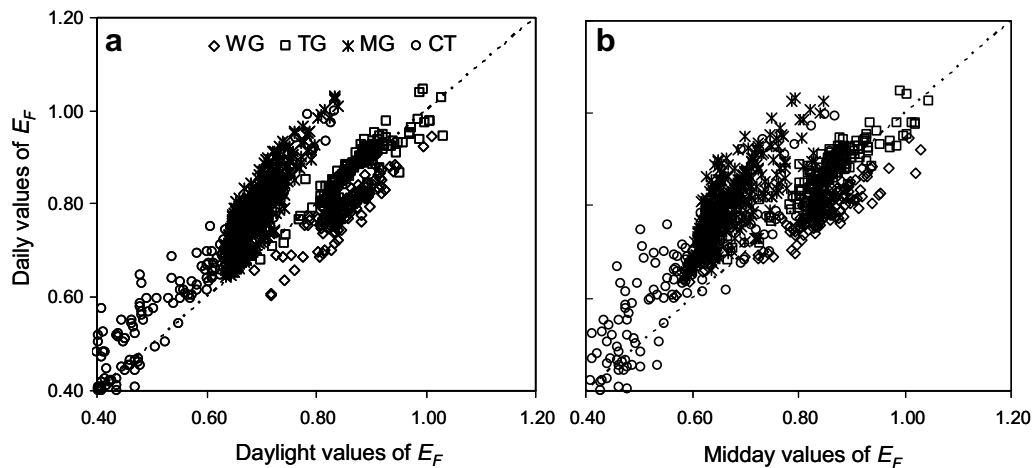 a
WG TG MG CT
b
1.20
1.00
0.80
0.60
0.40
Daily values of E_F
0.40 0.60 0.80 1.00 1.20
0.40 0.60 0.80 1.00 1.20
Daylight values of E_F
Midday values of E_F